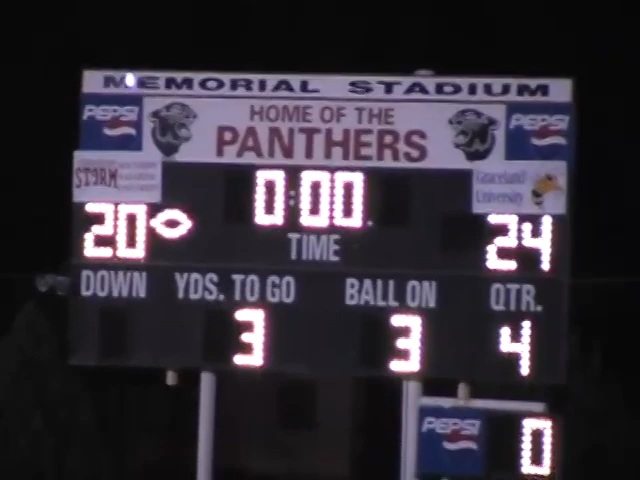 MEMORIAL STADIUM
PEPSI HOME OF THE PEPSI
PANTHERS
STORM 0:00 Graceland
University
20 TIME 24
DOWN YDS. TO GO BALL ON QTR.
3 3 4
PEPSI 0